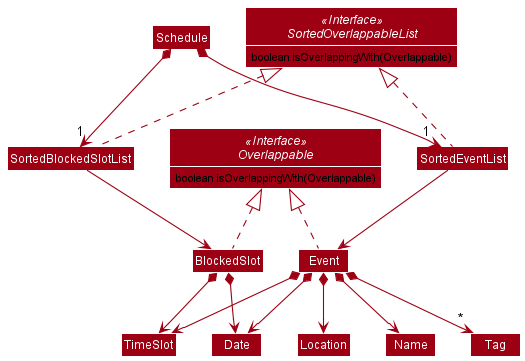 «Interface»
SortedOverlappableList
Schedule
boolean isOverlappingWith(Overlappable)
1
1
«Interface»
Overlappable
SortedBlockedSlotList
SortedEventList
boolean isOverlappingWith(Overlappable)
BlockedSlot
Event
*
TimeSlot
Date
Location
Name
Tag